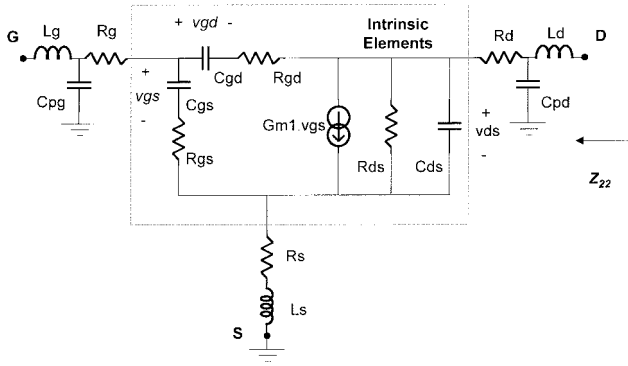 + vgd -
Intrinsic
Elements
G
Lg
Rg
Rd
Ld
D
Cpg
+
vgs
-
Cgd
Rgd
Cgs
Rgs
Gm1.vgs
Rds
Cds
+
vds
-
Cpd
Z22
Rs
Ls
S